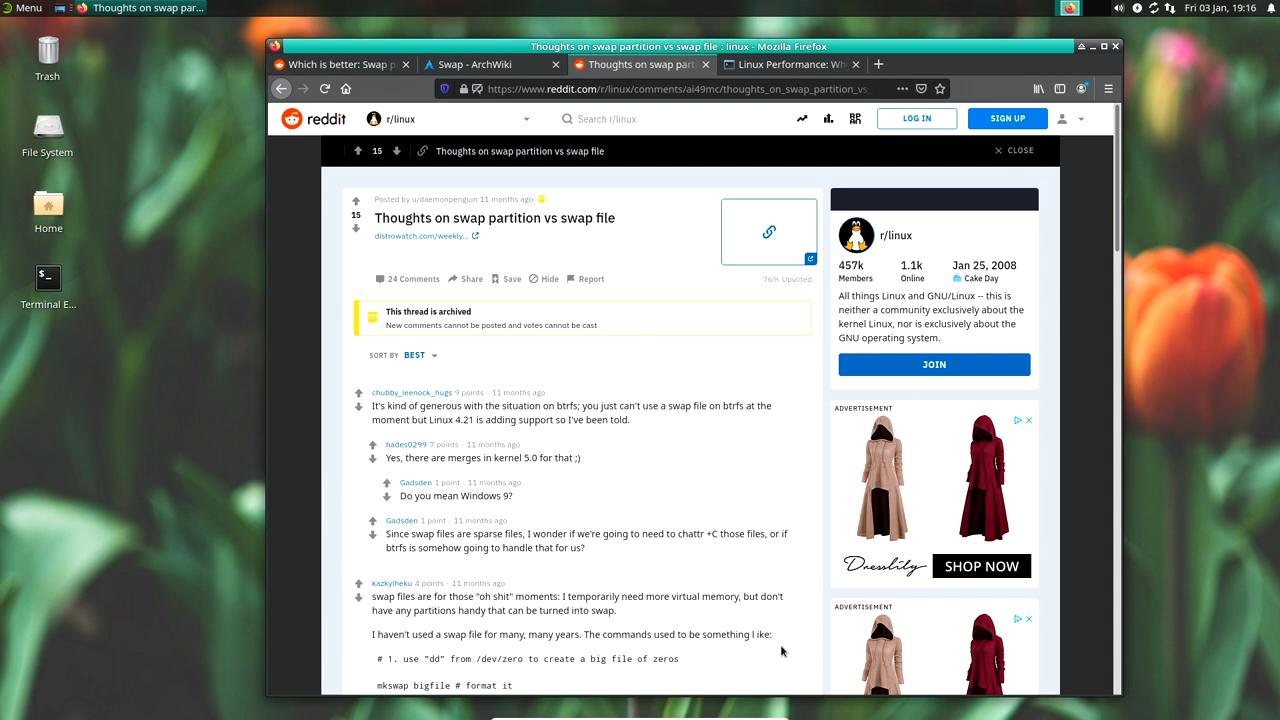 Menu
Thoughts on swap par...
Fri 03 Jan, 19:16
Trash
File System
Home
Terminal E...
Thoughts on swap partition vs swap file : linux - Mozilla Firefox
Which is better: Swap p
Swap - ArchWiki
Thoughts on swap parti
Linux Performance: Wh
https://www.reddit.com/r/linux/comments/ai49mc/thoughts_on_swap_partition_vs_
reddit
r/linux
Search r/linux
LOG IN
SIGN UP
15
Thoughts on swap partition vs swap file
CLOSE
Posted by u/daemonpenguin 11 months ago
15
Thoughts on swap partition vs swap file
distrowatch.com/weekly...
24 Comments
Share
Save
Hide
Report
76% Upvoted
This thread is archived
New comments cannot be posted and votes cannot be cast
SORT BY BEST
chubby_leenock_hugs 9 points · 11 months ago
It's kind of generous with the situation on btrfs; you just can't use a swap file on btrfs at the
moment but Linux 4.21 is adding support so I've been told.
hades0299 7 points · 11 months ago
Yes, there are merges in kernel 5.0 for that ;)
Gadsden 1 point · 11 months ago
Do you mean Windows 9?
Gadsden 1 point · 11 months ago
Since swap files are sparse files, I wonder if we're going to need to chattr +C those files, or if
btrfs is somehow going to handle that for us?
kazkylheku 4 points · 11 months ago
swap files are for those "oh shit" moments: I temporarily need more virtual memory, but don't
have any partitions handy that can be turned into swap.
I haven't used a swap file for many, many years. The commands used to be something l ike:
# 1. use "dd" from /dev/zero to create a big file of zeros
mkswap bigfile # format it
r/linux
457k
Members
1.1k
Online
Jan 25, 2008
Cake Day
All things Linux and GNU/Linux -- this is
neither a community exclusively about the
kernel Linux, nor is exclusively about the
GNU operating system.
JOIN
ADVERTISEMENT
Dresslily
SHOP NOW
ADVERTISEMENT